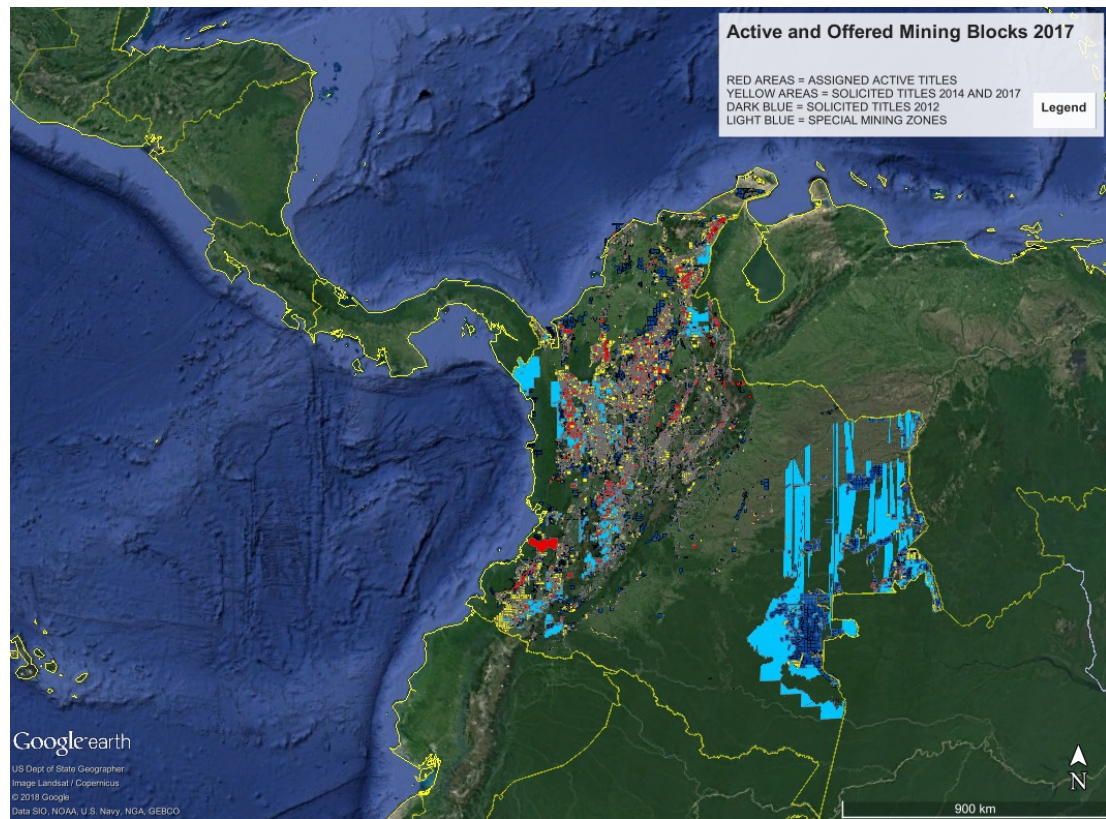 Active and Offered Mining Blocks 2017
RED AREAS = ASSIGNED ACTIVE TITLES
YELLOW AREAS = SOLICITED TITLES 2014 AND 2017
DARK BLUE = SOLICITED TITLES 2012
LIGHT BLUE = SPECIAL MINING ZONES
Legend
Google earth
US Dept of State Geographer
Image Landsat / Copernicus
© 2018 Google
Data SIO, NOAA, U.S. Navy, NGA, GEBCO
N
900 km